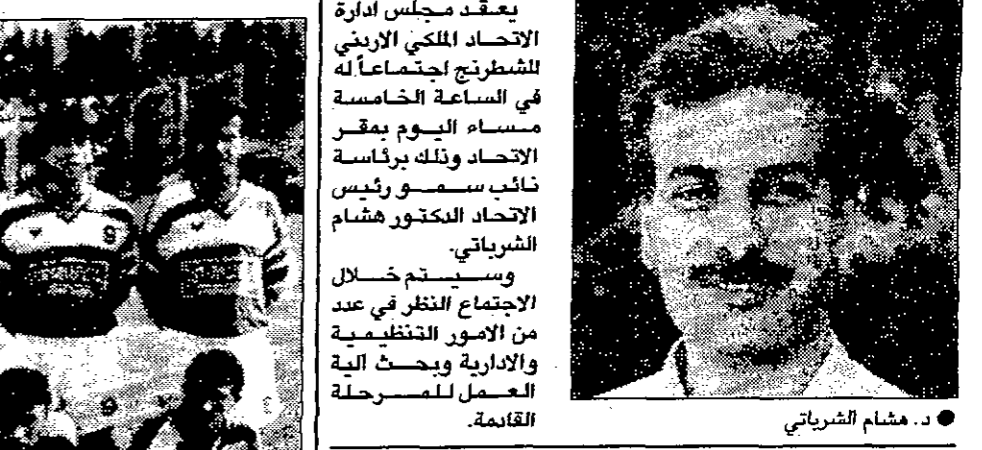 يعقد مجلس ادارة
الاتحاد الملكي الاردني
للشطرنج اجتماعاً له
في الساعة الخامسة
مساء اليوم بمقر
الاتحاد وذلك برئاسة
نائب سمو رئيس
الاتحاد الدكتور هشام
الشرباتي.
وسيتم خلال
الاجتماع النظر في عدد
من الامور التنظيمية
والادارية وبحث الية
العمل للمرحلة
القادمة.
● د. هشام الشرباتي